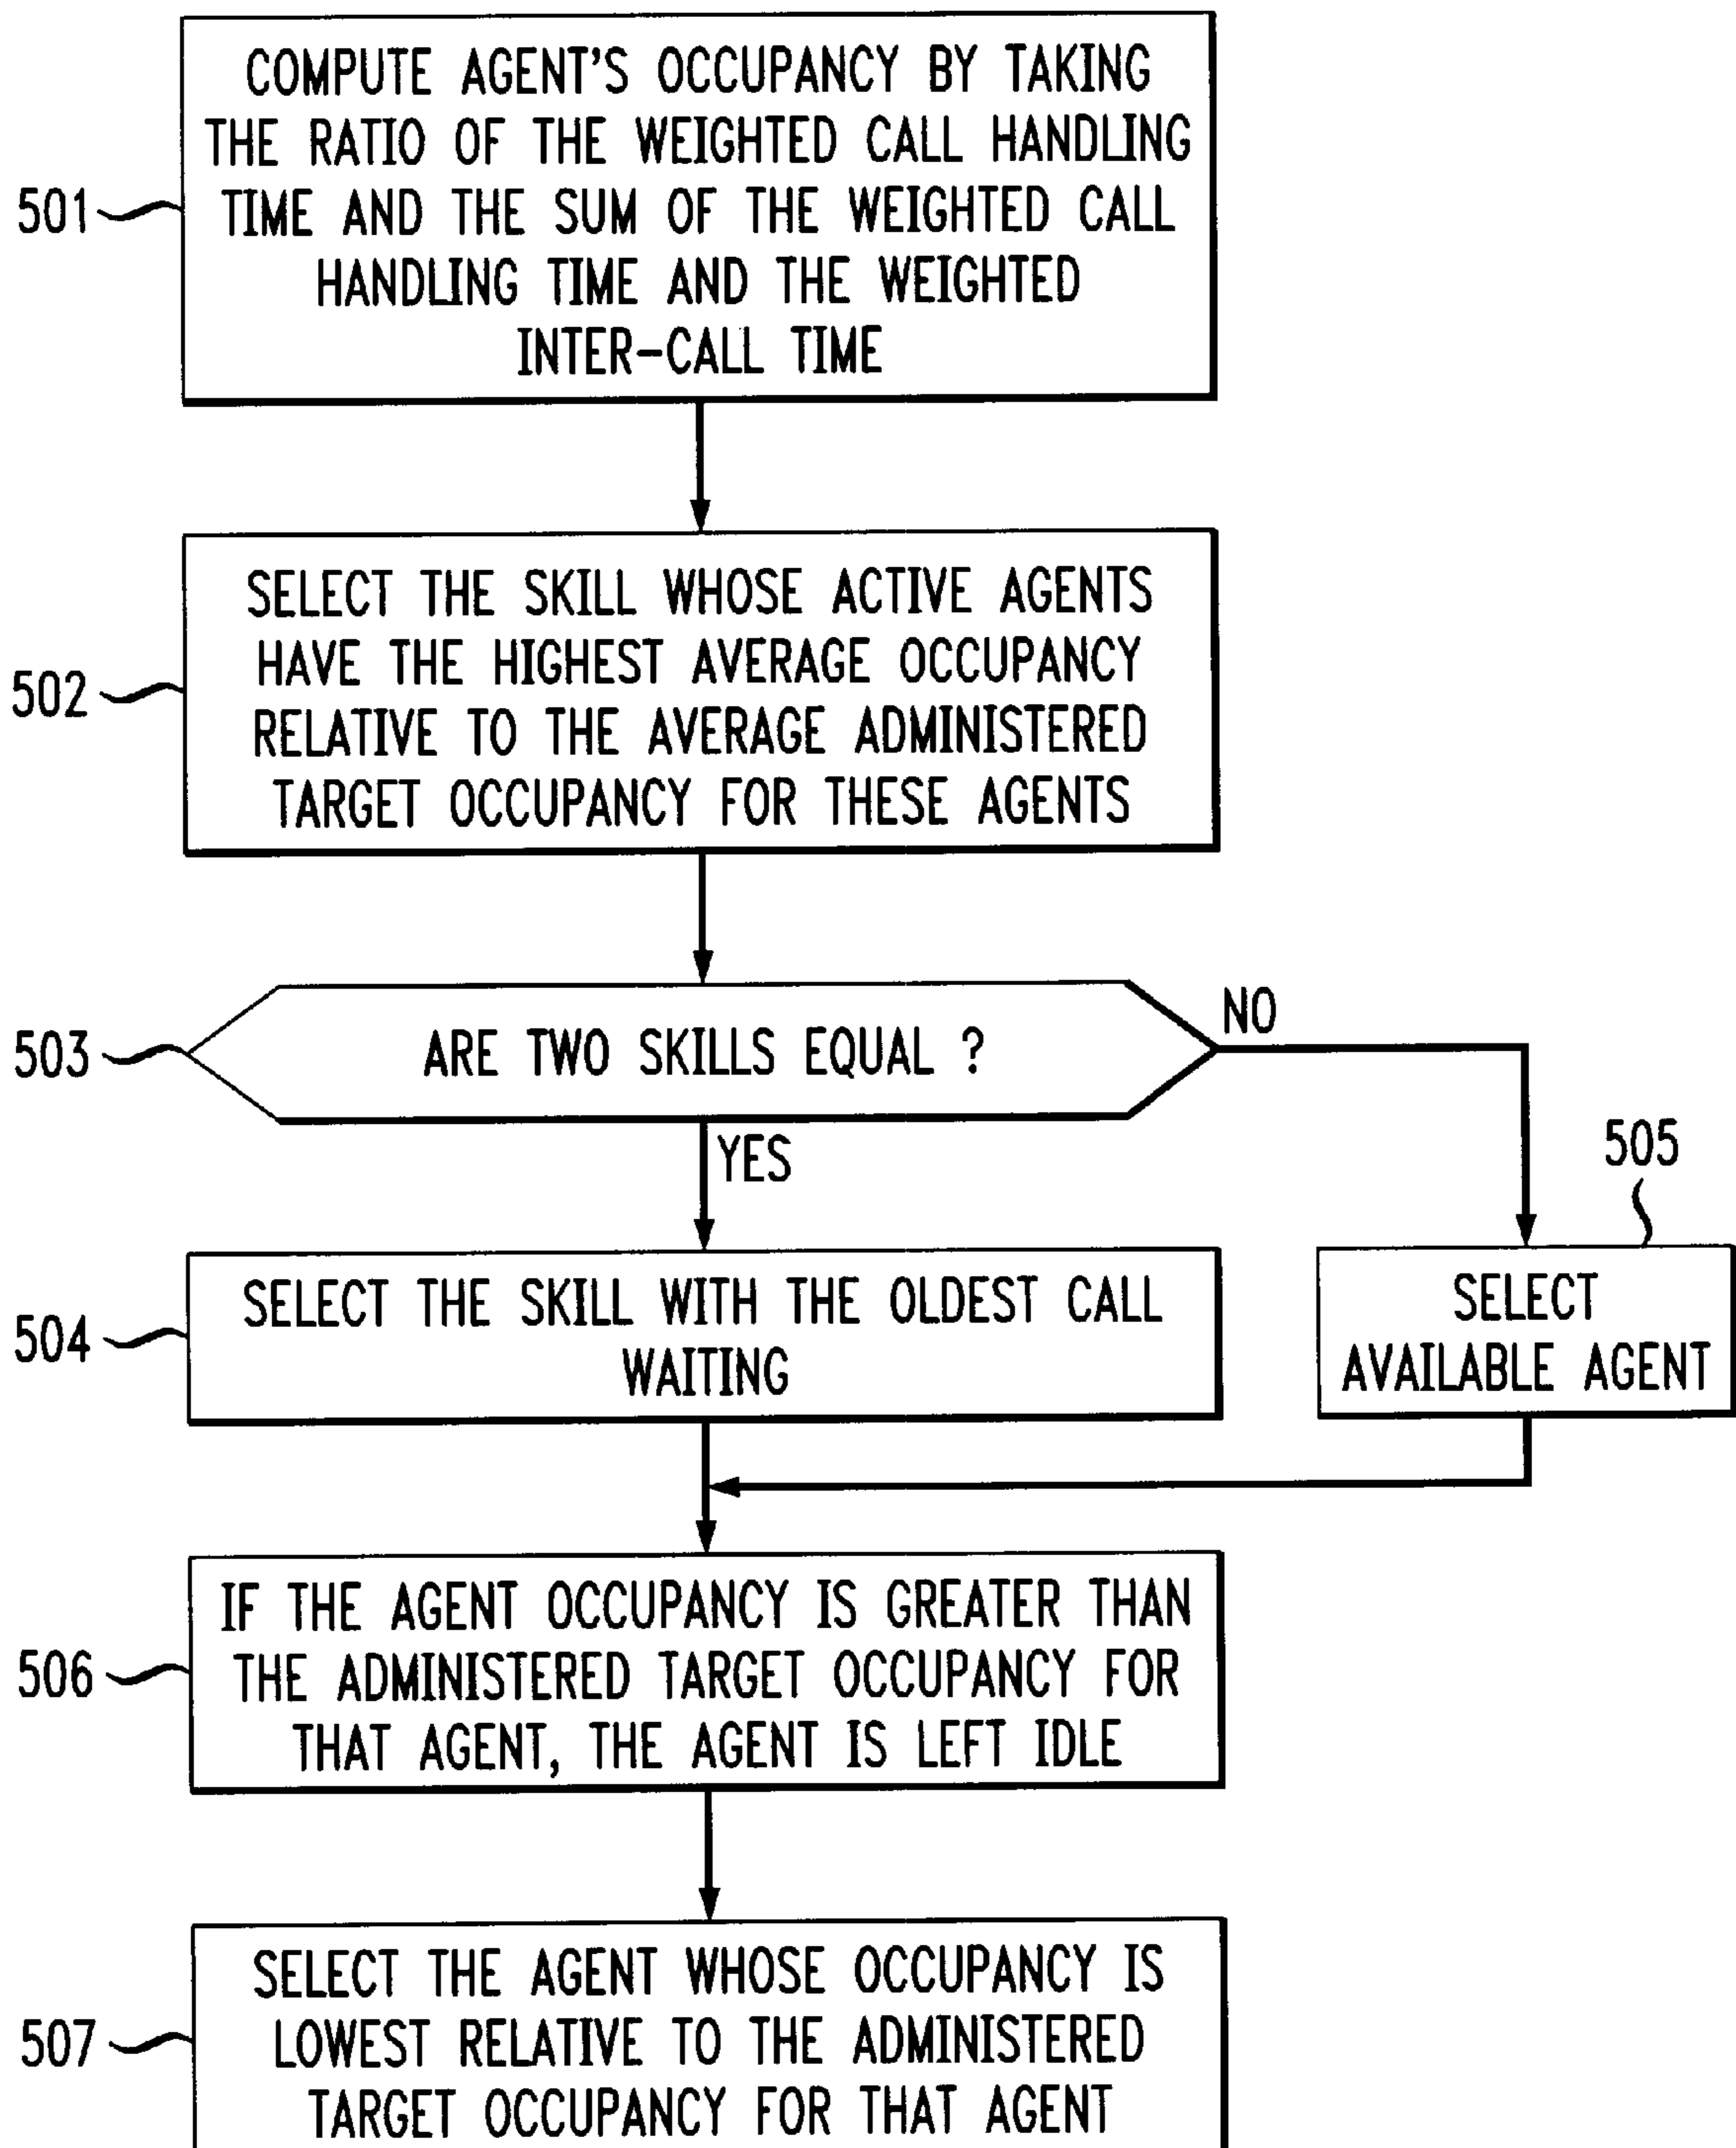 COMPUTE AGENT'S OCCUPANCY BY TAKING
THE RATIO OF THE WEIGHTED CALL HANDLING
TIME AND THE SUM OF THE WEIGHTED CALL
HANDLING TIME AND THE WEIGHTED
INTER-CALL TIME
501
SELECT THE SKILL WHOSE ACTIVE AGENTS
HAVE THE HIGHEST AVERAGE OCCUPANCY
RELATIVE TO THE AVERAGE ADMINISTERED
TARGET OCCUPANCY FOR THESE AGENTS
502
ARE TWO SKILLS EQUAL ?
503
NO
YES
505
SELECT THE SKILL WITH THE OLDEST CALL
WAITING
504
SELECT
AVAILABLE AGENT
IF THE AGENT OCCUPANCY IS GREATER THAN
THE ADMINISTERED TARGET OCCUPANCY FOR
THAT AGENT, THE AGENT IS LEFT IDLE
506
SELECT THE AGENT WHOSE OCCUPANCY IS
LOWEST RELATIVE TO THE ADMINISTERED
TARGET OCCUPANCY FOR THAT AGENT
507